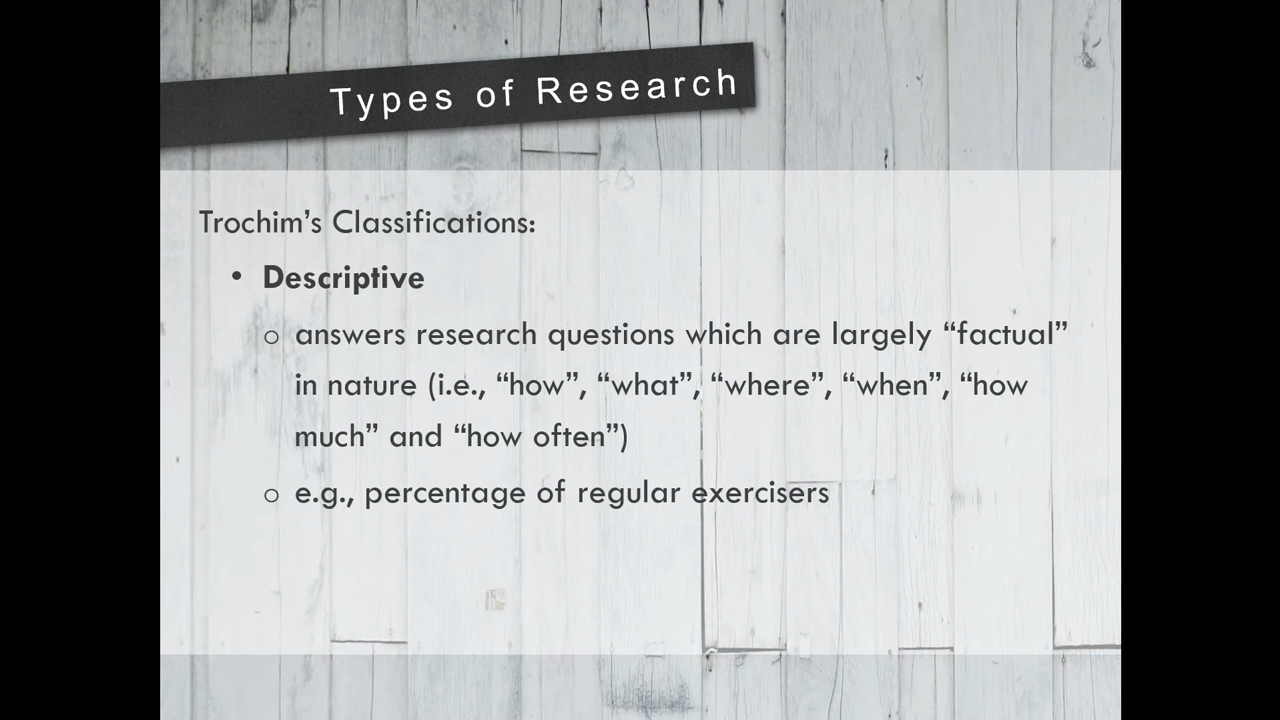 Types of Research
Trochim’s Classifications:
• Descriptive
o answers research questions which are largely “factual”
in nature (i.e., “how”, “what”, “where”, “when”, “how
much” and “how often”)
o e.g., percentage of regular exercisers